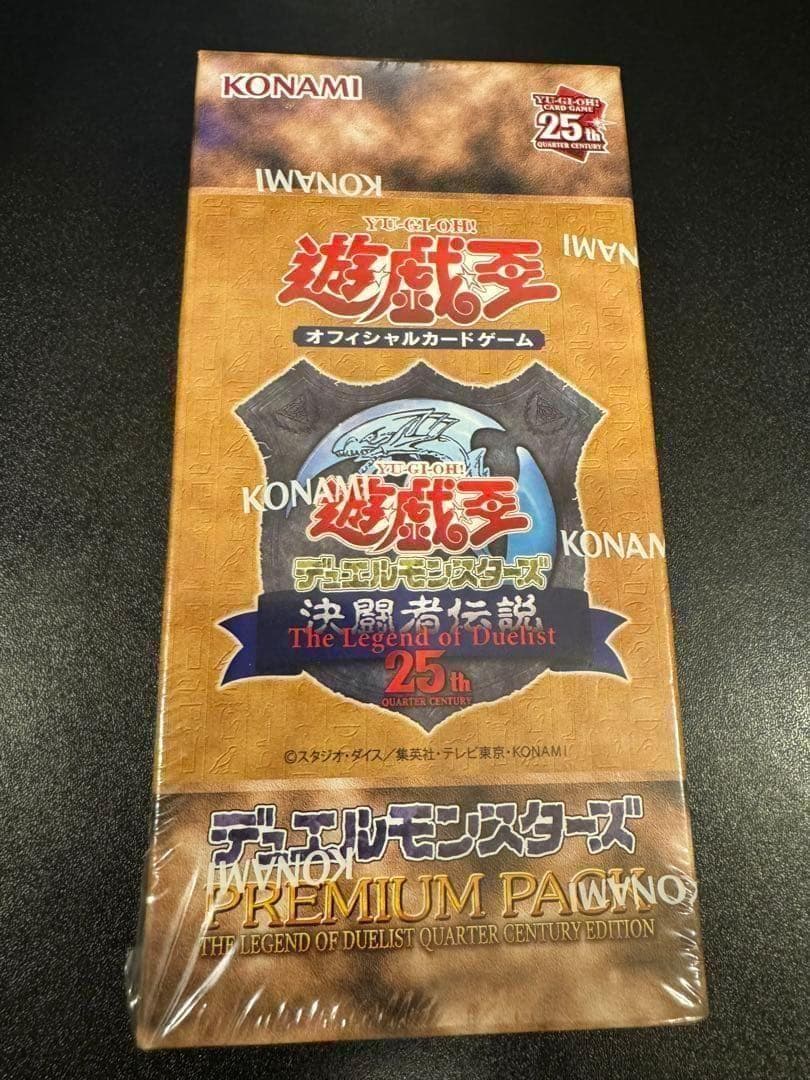 KONAMI
YU-GI-OH!
CARD GAME
25th
QUARTER CENTURY
KONAMI
KONAMI
YU-GI-OH!
遊戯王
オフィシャルカードゲーム
YU-GI-OH!
KONAMI
遊戯王
KONAMI
デュエルモンスターズ
決闘者伝説
The Legend of Duelist
25th
QUARTER CENTURY
©スタジオ・ダイス/集英社・テレビ東京・KONAMI
デュエルモンスターズ
KONAMI
KONAMI
PREMIUM PACK
THE LEGEND OF DUELIST QUARTER CENTURY EDITION